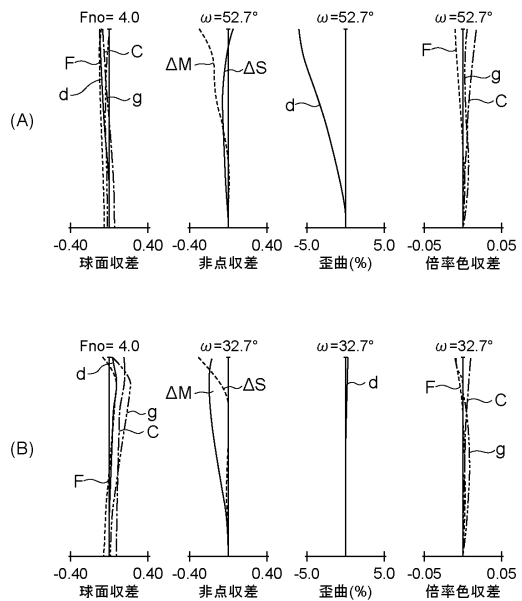 Fno= 4.0 ω=52.7° ω=52.7° ω=52.7°
F C ΔM ΔS F
d g d g
C
(A)
-0.40 0.40 -0.40 0.40 -5.0 5.0 -0.05 0.05
球面収差 非点収差 歪曲(%) 倍率色収差
Fno= 4.0 ω=32.7° ω=32.7° ω=32.7°
d ΔM ΔS d F
C
g
C g
(B)
F
-0.40 0.40 -0.40 0.40 -5.0 5.0 -0.05 0.05
球面収差 非点収差 歪曲(%) 倍率色収差